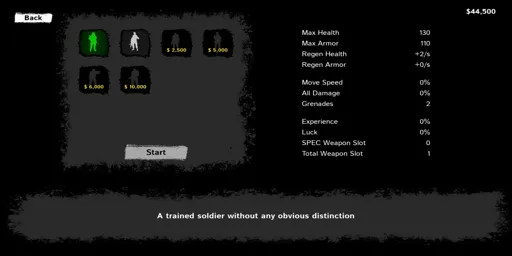 Back
$44,500
$ 2,500
$ 5,000
$ 6,000
$ 10,000
Start
Max Health 130
Max Armor 110
Regen Health +2/s
Regen Armor +0/s
Move Speed 0%
All Damage 0%
Grenades 2
Experience 0%
Luck 0%
SPEC Weapon Slot 0
Total Weapon Slot 1
A trained soldier without any obvious distinction